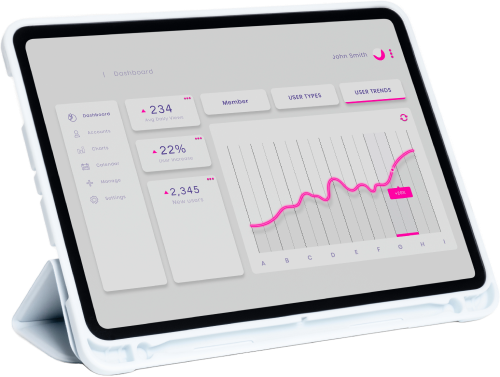 Dashboard
John Smith
Dashboard
Accounts
Charts
Calendar
Manage
Settings
234
Avg Daily views
22%
User increase
2,345
New users
Member
USER TYPES
USER TRENDS
A B C D E F G H I